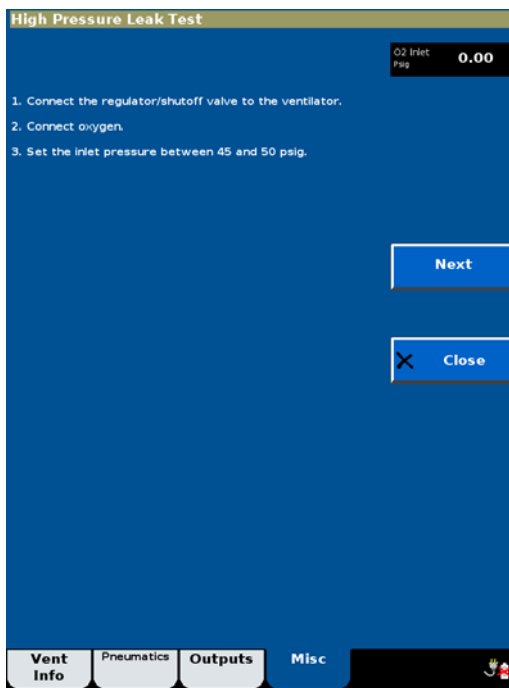 High Pressure Leak Test
O2 Inlet
Psig
0.00
1. Connect the regulator/shutoff valve to the ventilator.
2. Connect oxygen.
3. Set the inlet pressure between 45 and 50 psig.
Next
Close
Vent
Info
Pneumatics
Outputs
Misc